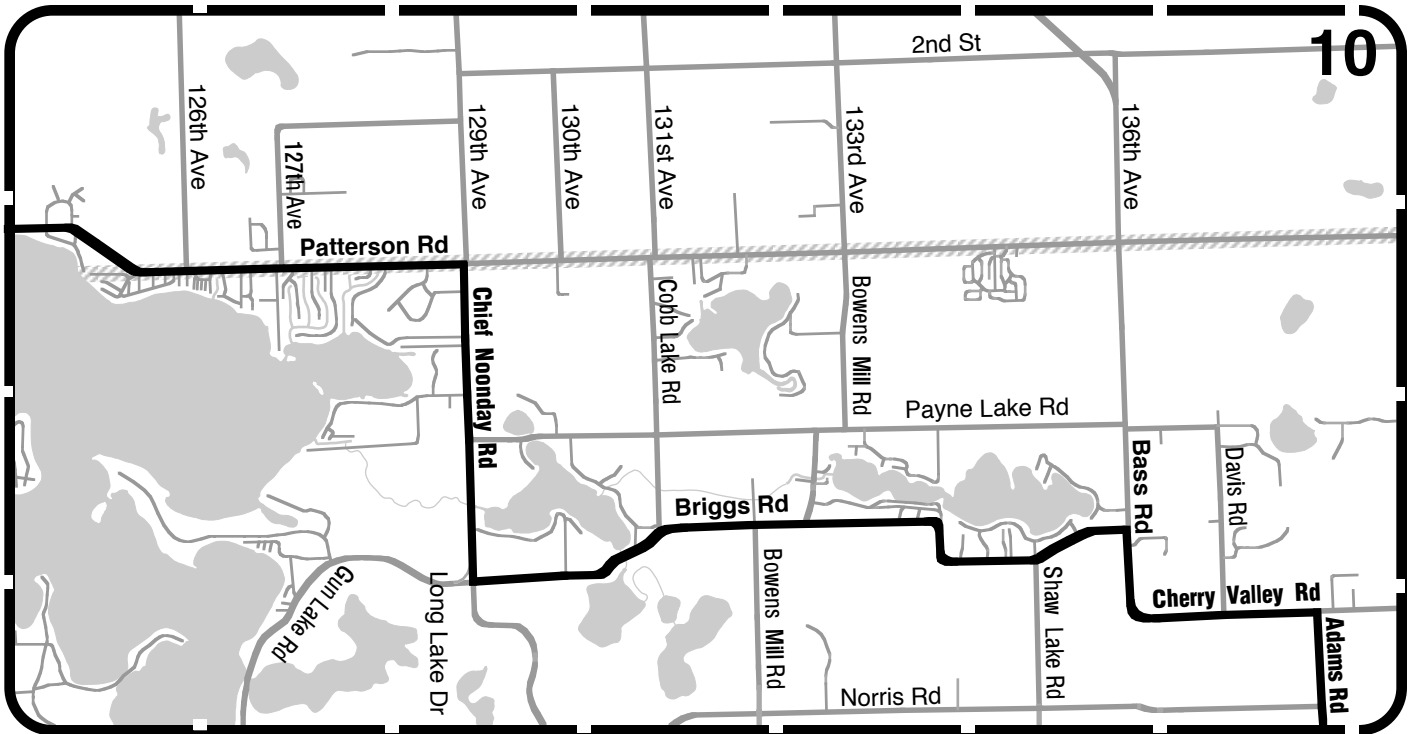 2nd St
10
126th Ave
127th Ave
129th Ave
130th Ave
131st Ave
133rd Ave
136th Ave
Patterson Rd
Chief Noonday Rd
Cobb Lake Rd
Bowens Mill Rd
Payne Lake Rd
Bass Rd
Davis Rd
Briggs Rd
Gun Lake Rd
Long Lake Dr
Bowens Mill Rd
Shaw Lake Rd
Cherry Valley Rd
Adams Rd
Norris Rd